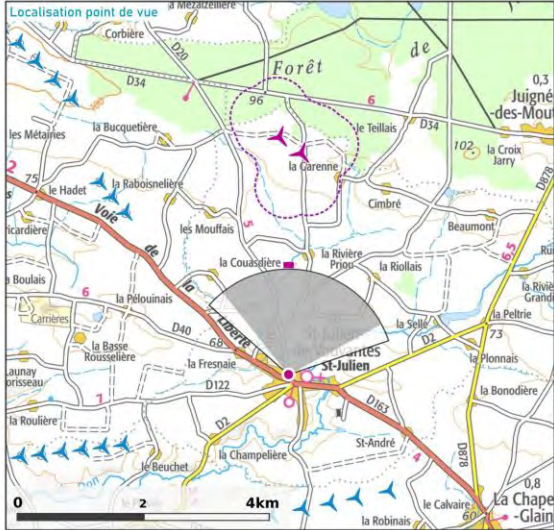 Localisation point de vue
la Mézalzellière
Corbière
D20
D34
Forêt
de
96
6
0,3
Juigné
-des-Mout
les Métaines
la Bucquetière
le Teillais
D34
la Garenne
102
la Croix
Jarry
D878
2
75
le Hadet
la Raboisnelière
Cimbré
Beaumont
Voie
de
la
Liberté
5
les Mouffais
la Couasdière
la Rivière
Priou
la Riollais
6,5
la Boulais
6
la Pélouinais
Carrières
D40
68
la Basse
Rousselière
la Sellé
D2
la Peltrie
73
la Plonnais
la Fresnaie
St-Julien
D122
la Bonodière
la Roulière
D2
D163
4
St-André
D878
le Beuchet
la Champelière
le Calvaire
0,8
La Chape
-Glain
60
la Robinais
0 2 4km